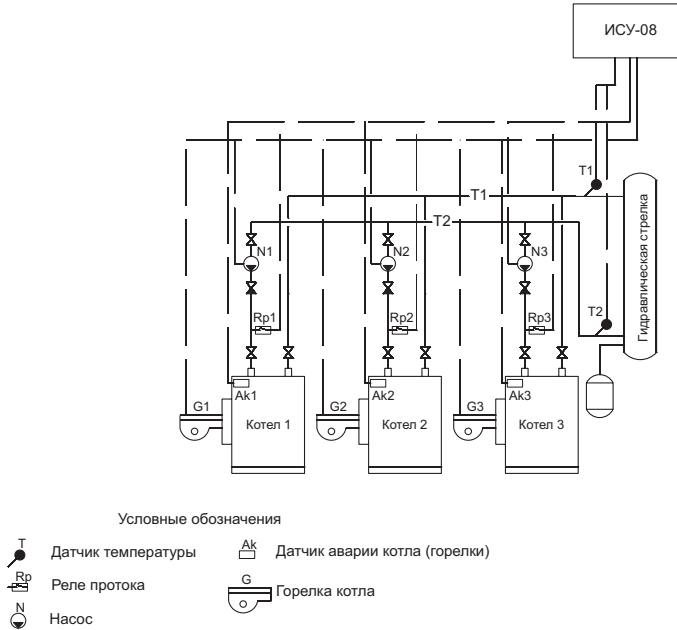 ИСУ-08
T1
T1
T2
N1
N2
N3
Гидравлическая стрелка
T2
Rp1
Rp2
Rp3
Ak1
Ak2
Ak3
G1
G2
G3
Котел 1
Котел 2
Котел 3
Условные обозначения
T
Датчик температуры
Ak
Датчик аварии котла (горелки)
Rp
Реле протока
G
Горелка котла
N
Насос